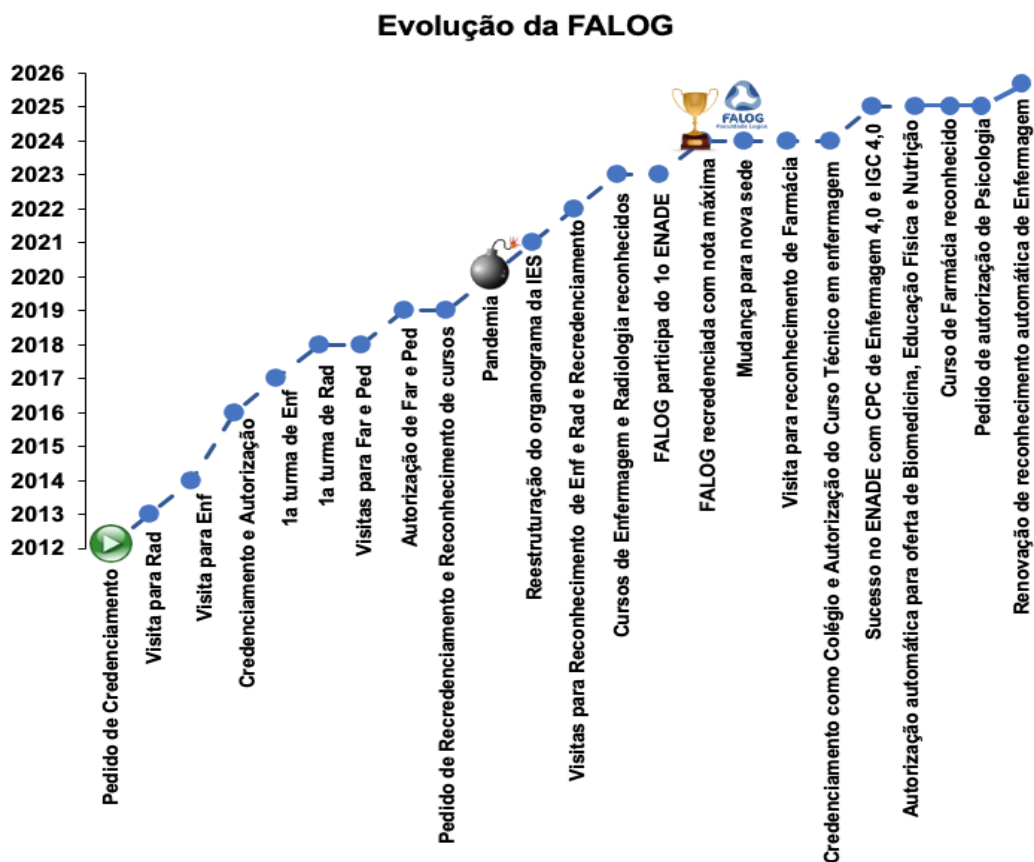 Evolução da FALOG
2026
2025
2024
2023
2022
2021
2020
2019
2018
2017
2016
2015
2014
2013
2012
FALOG
Faculdade Logos
Pedido de Credenciamento
Visita para Rad
Visita para Enf
Credenciamento e Autorização
1a turma de Enf
1a turma de Rad
Visitas para Far e Ped
Autorização de Far e Ped
Pedido de Recredenciamento e Reconhecimento de cursos
Pandemia
Reestruturação do organograma da IES
Visitas para Reconhecimento de Enf e Rad e Recredenciamento
Cursos de Enfermagem e Radiologia reconhecidos
FALOG participa do 1o ENADE
FALOG recredenciada com nota máxima
Mudança para nova sede
Visita para reconhecimento de Farmácia
Credenciamento como Colégio e Autorização do Curso Técnico em enfermagem
Sucesso no ENADE com CPC de Enfermagem 4,0 e IGC 4,0
Autorização automática para oferta de Biomedicina, Educação Física e Nutrição
Curso de Farmácia reconhecido
Pedido de autorização de Psicologia
Renovação de reconhecimento automática de Enfermagem